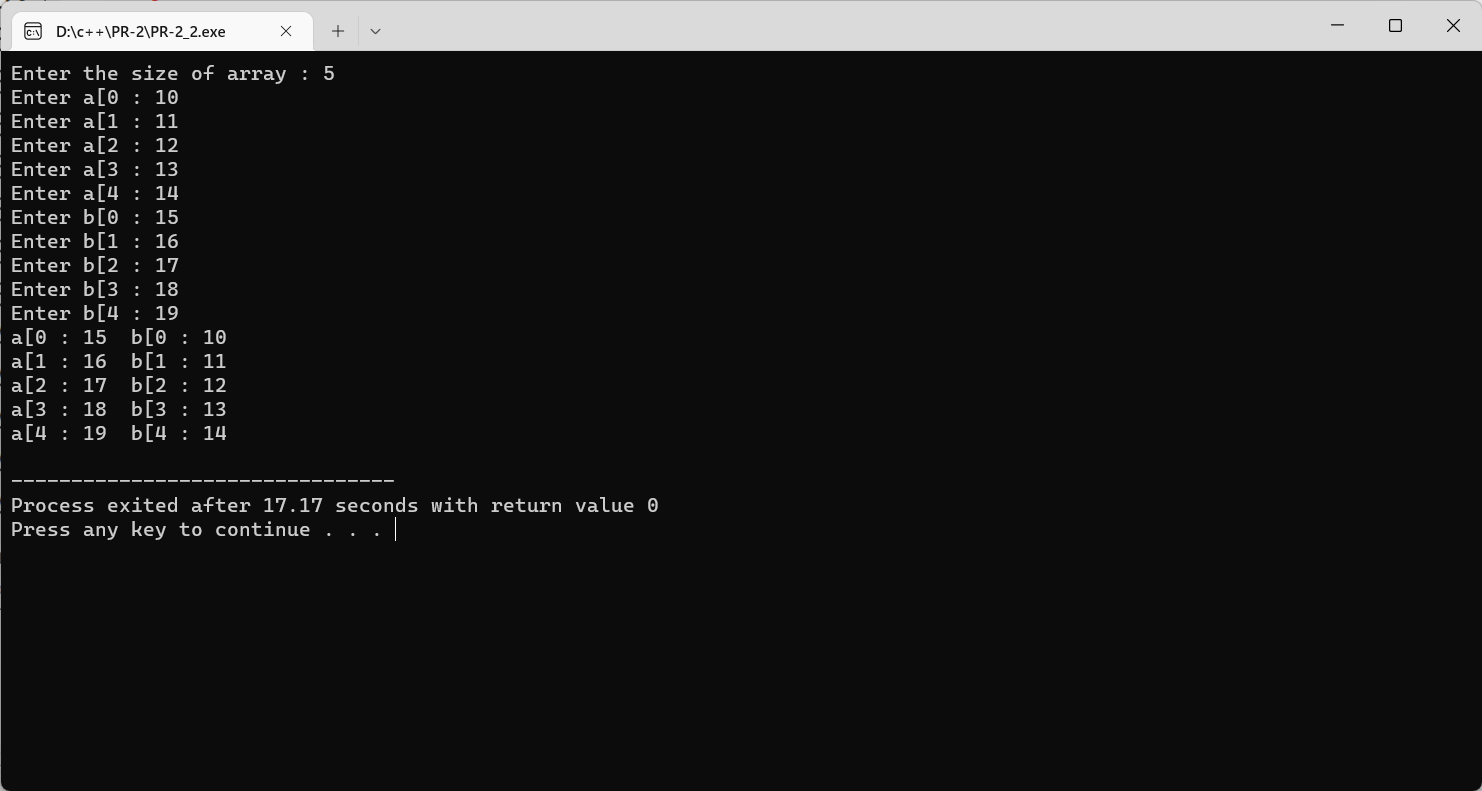 D:\c++\PR-2\PR-2_2.exe
Enter the size of array : 5
Enter a[0 : 10
Enter a[1 : 11
Enter a[2 : 12
Enter a[3 : 13
Enter a[4 : 14
Enter b[0 : 15
Enter b[1 : 16
Enter b[2 : 17
Enter b[3 : 18
Enter b[4 : 19
a[0 : 15  b[0 : 10
a[1 : 16  b[1 : 11
a[2 : 17  b[2 : 12
a[3 : 18  b[3 : 13
a[4 : 19  b[4 : 14
--------------------------------
Process exited after 17.17 seconds with return value 0
Press any key to continue . . .